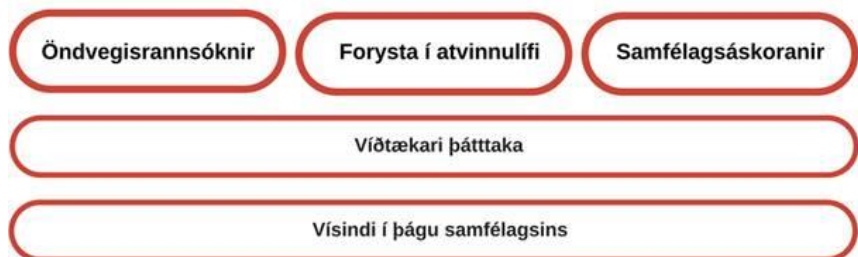 Öndvegisrannsóknir
Forysta í atvinnulífi
Samfélagsáskoranir
Víðtækari þátttaka
Vísindi í þágu samfélagsins